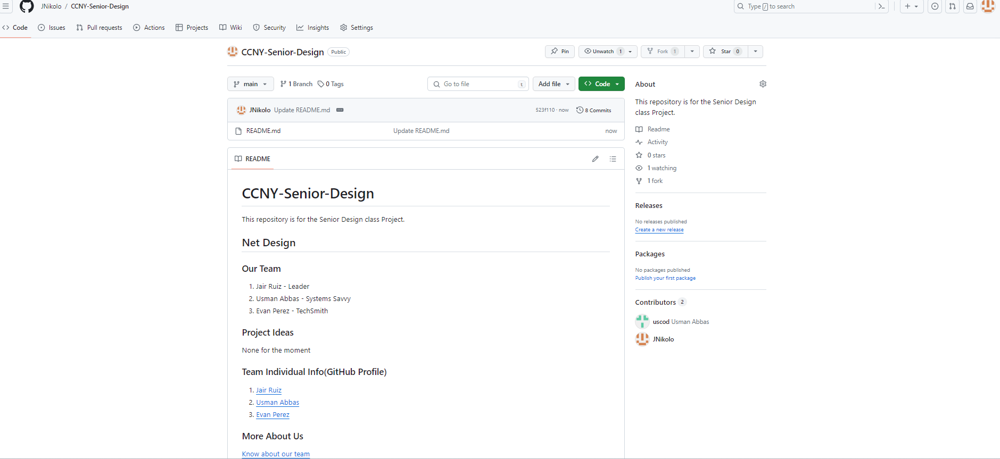 JNikolo / CCNY-Senior-Design
Type / to search
Code Issues Pull requests Actions Projects Wiki Security Insights Settings
CCNY-Senior-Design Public
Pin Unwatch 1 Fork 1 Star 0
main 1 Branch 0 Tags
Go to file t Add file Code
JNikolo Update README.md 523f110 · now 8 Commits
README.md Update README.md now
README
CCNY-Senior-Design
This repository is for the Senior Design class Project.
Net Design
Our Team
1. Jair Ruiz - Leader
2. Usman Abbas - Systems Savvy
3. Evan Perez - TechSmith
Project Ideas
None for the moment
Team Individual Info(GitHub Profile)
1. Jair Ruiz
2. Usman Abbas
3. Evan Perez
More About Us
Know about our team
About
This repository is for the Senior Design
class Project.
Readme
Activity
0 stars
1 watching
1 fork
Releases
No releases published
Create a new release
Packages
No packages published
Publish your first package
Contributors 2
uscod Usman Abbas
JNikolo